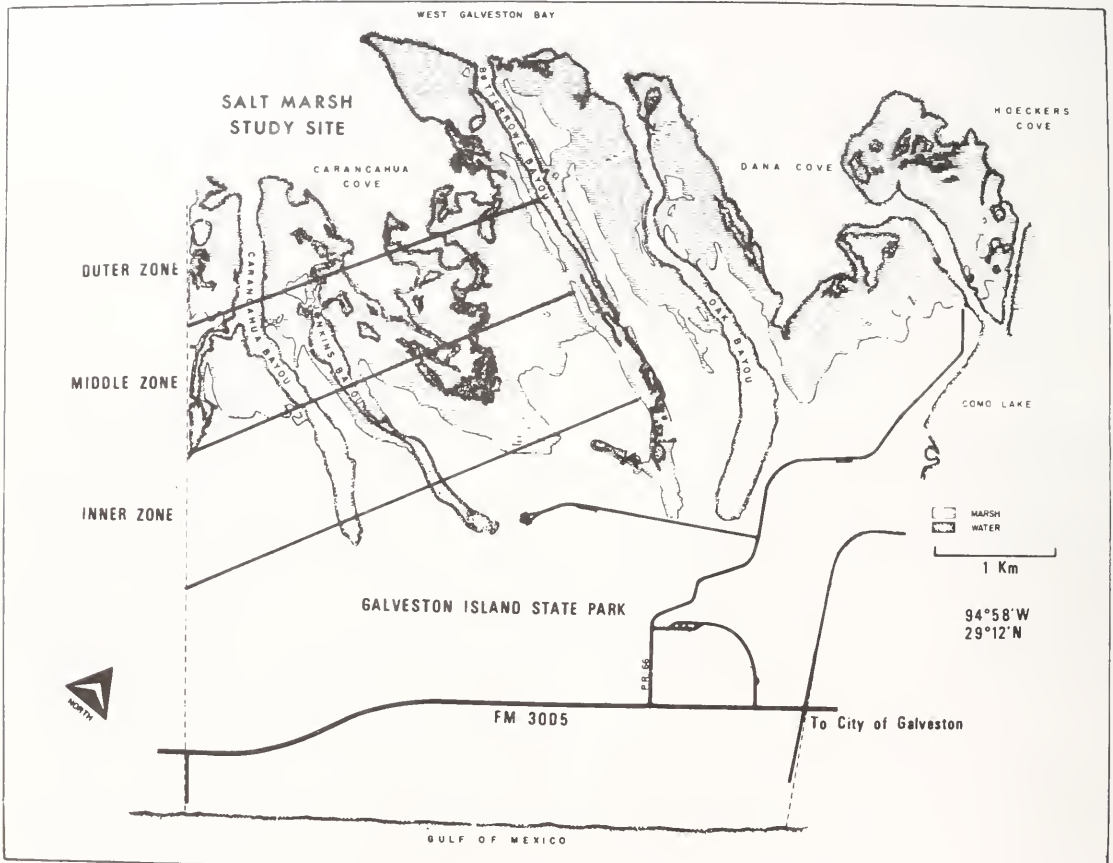 WEST GALVESTON BAY
SALT MARSH
STUDY SITE
HOECKERS
COVE
CARANCAHUA
COVE
DANA COVE
BUTTERROWE BAYOU
OUTER ZONE
CARANCAHUA BAYOU
JENKINS BAYOU
OAK BAYOU
MIDDLE ZONE
COMO LAKE
INNER ZONE
MARSH
WATER
1 Km
94°58'W
29°12'N
GALVESTON ISLAND STATE PARK
P.R. 66
NORTH
FM 3005
To City of Galveston
GULF OF MEXICO